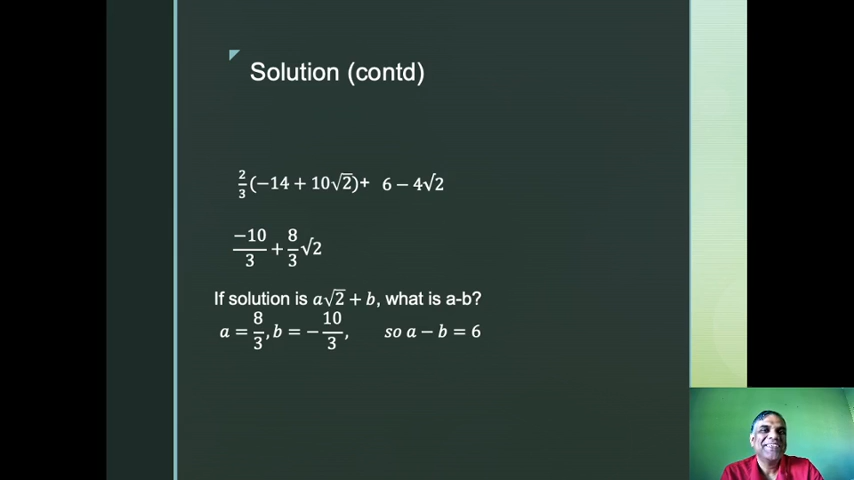 Solution (contd)
2/3(−14 + 10√2)+ 6 − 4√2
−10/3 + 8/3√2
If solution is a√2 + b, what is a-b?
a = 8/3, b = −10/3, so a − b = 6